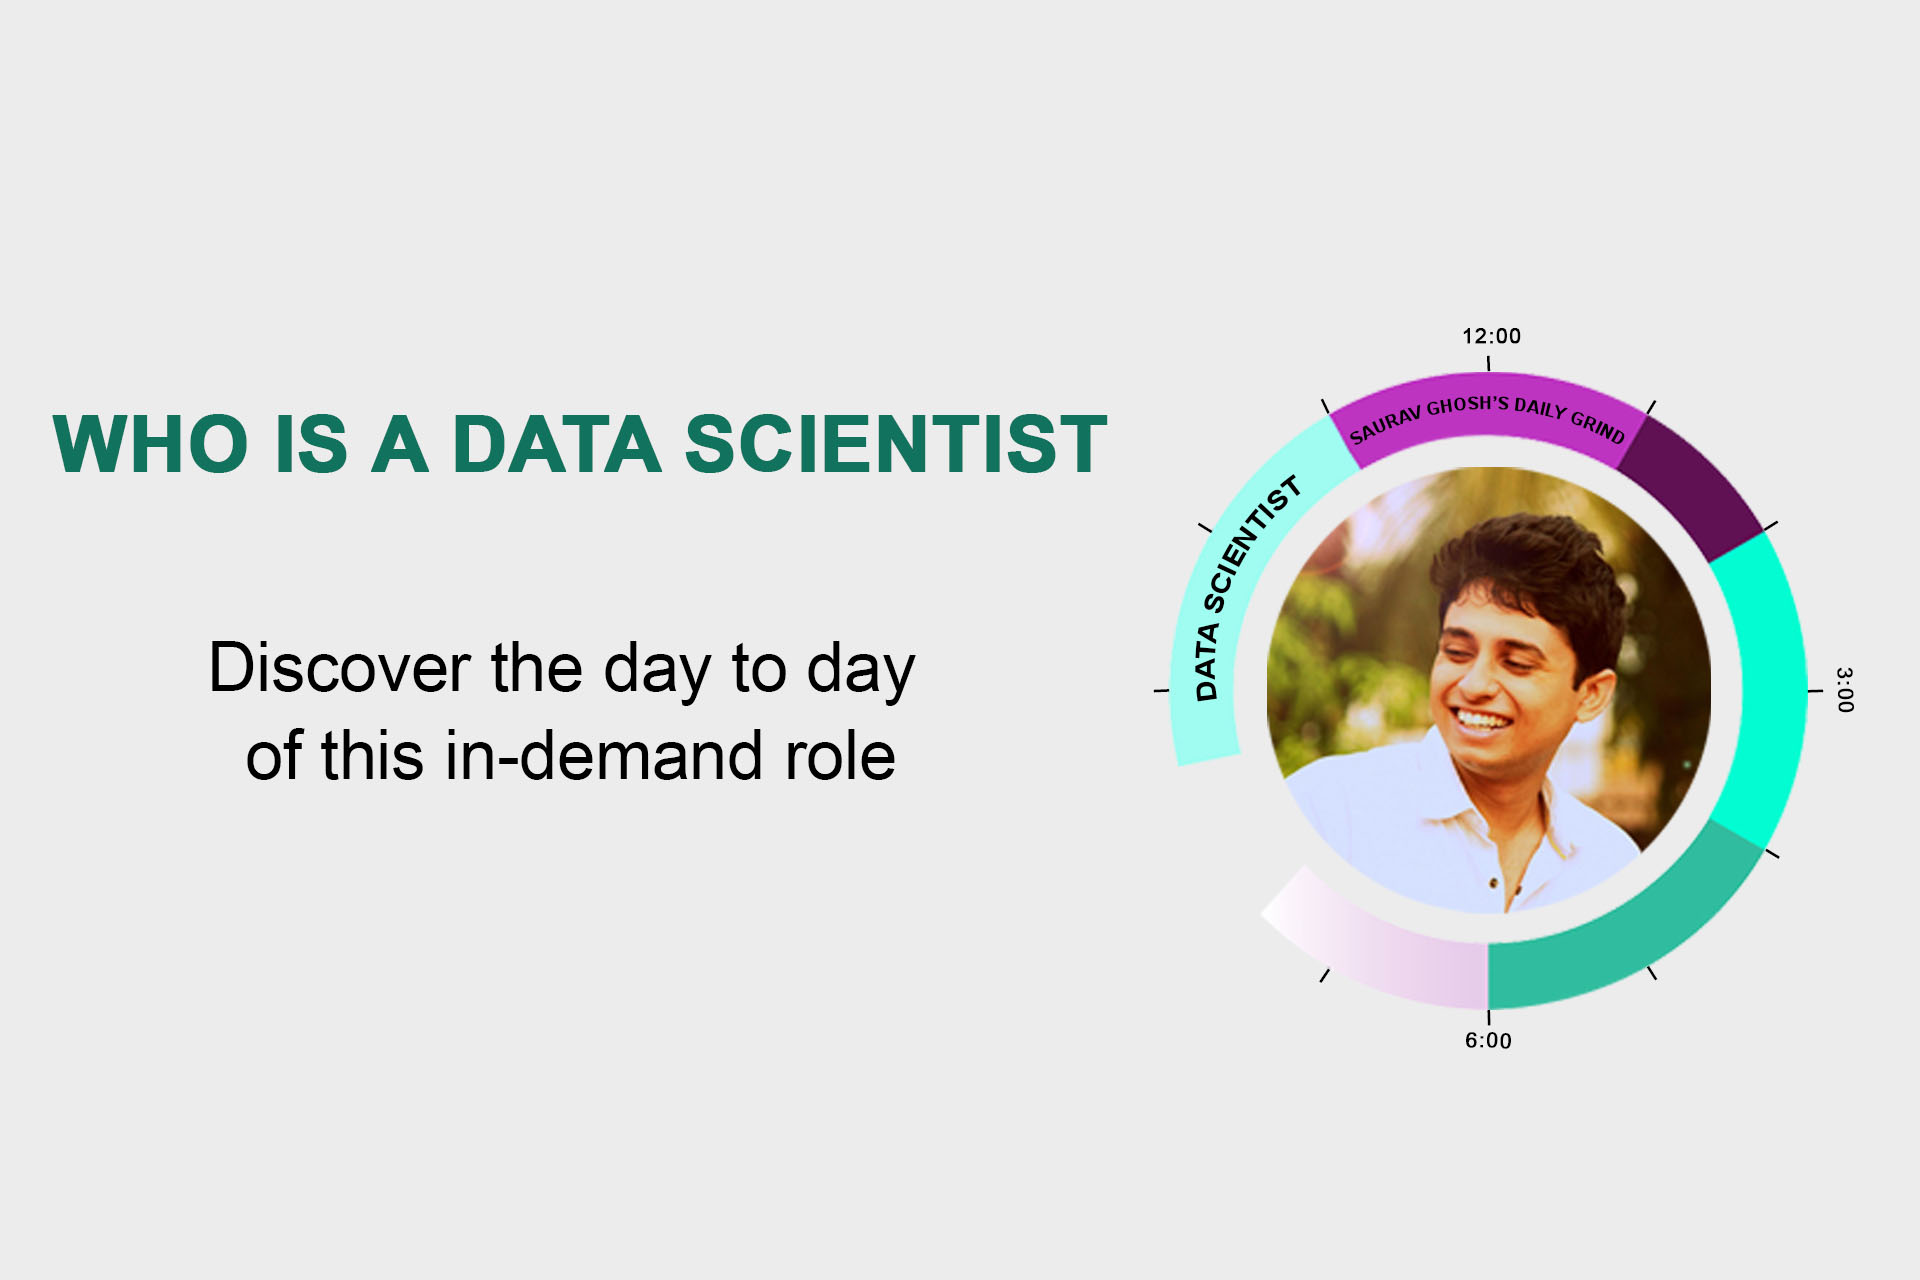 WHO IS A DATA SCIENTIST
Discover the day to day
of this in-demand role
12:00
SAURAV GHOSH'S DAILY GRIND
DATA SCIENTIST
3:00
6:00